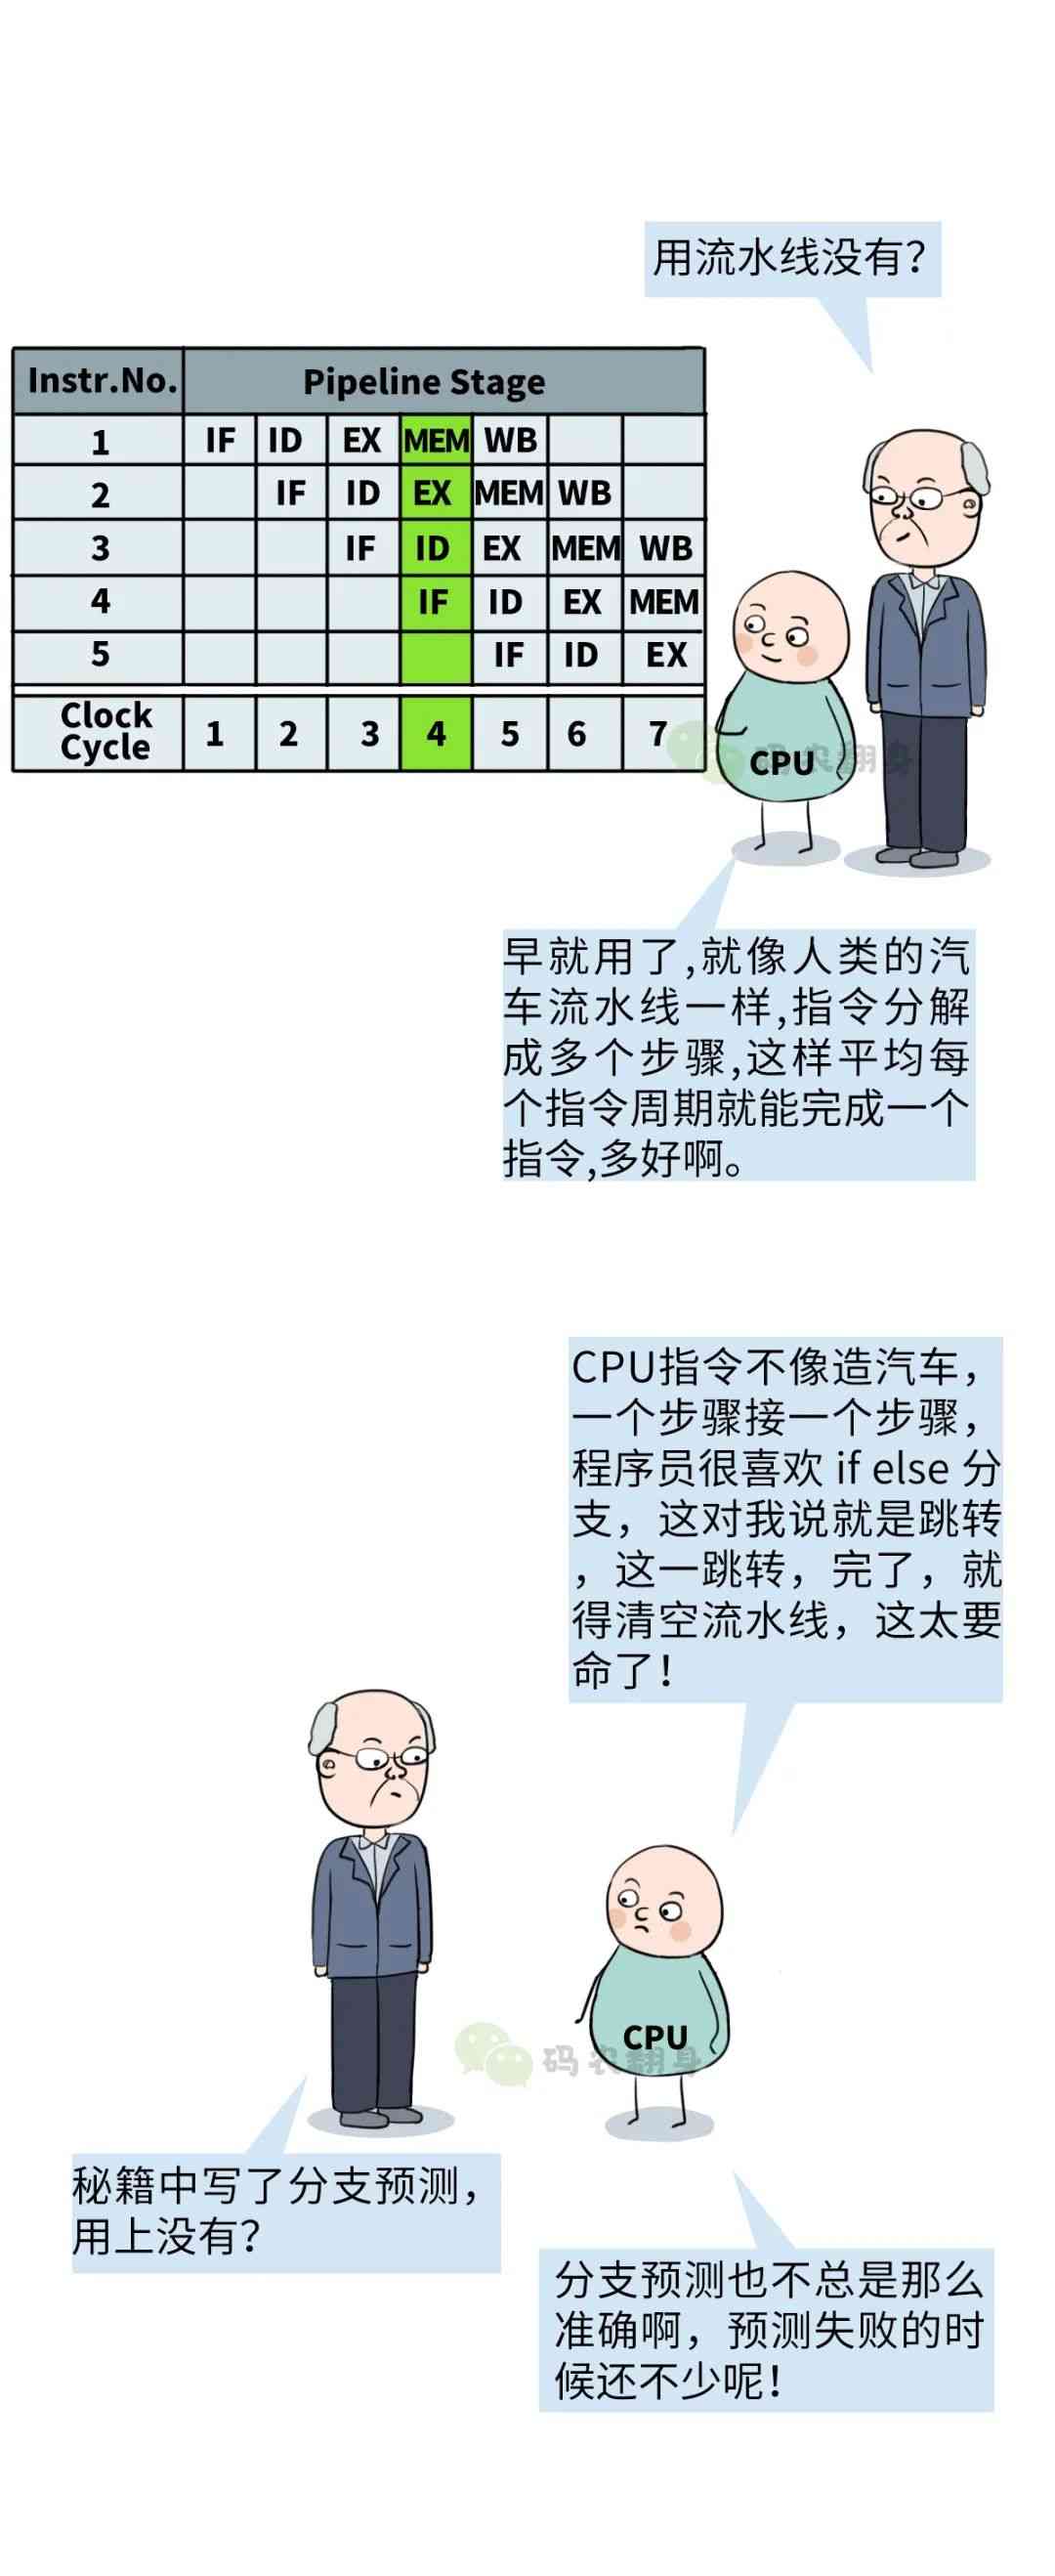 用流水线没有？
Instr.No. Pipeline Stage
1 IF ID EX MEM WB
2 IF ID EX MEM WB
3 IF ID EX MEM WB
4 IF ID EX MEM
5 IF ID EX
Clock
Cycle 1 2 3 4 5 6 7
CPU
码农翻身
早就用了,就像人类的汽
车流水线一样,指令分解
成多个步骤,这样平均每
个指令周期就能完成一个
指令,多好啊。
CPU指令不像造汽车，
一个步骤接一个步骤，
程序员很喜欢 if else 分
支，这对我说就是跳转
，这一跳转，完了，就
得清空流水线，这太要
命了！
CPU
码农翻身
秘籍中写了分支预测，
用上没有？
分支预测也不总是那么
准确啊，预测失败的时
候还不少呢！